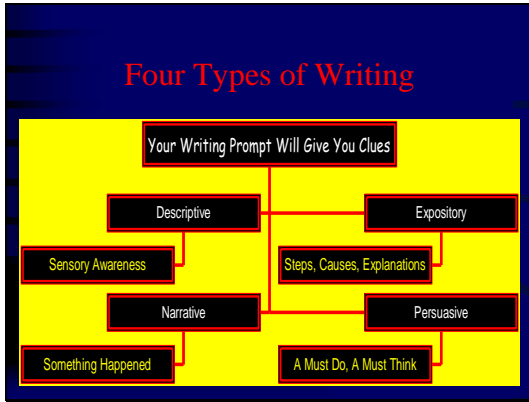 Four Types of Writing
Your Writing Prompt Will Give You Clues
Descriptive
Expository
Sensory Awareness
Steps, Causes, Explanations
Narrative
Persuasive
Something Happened
A Must Do, A Must Think